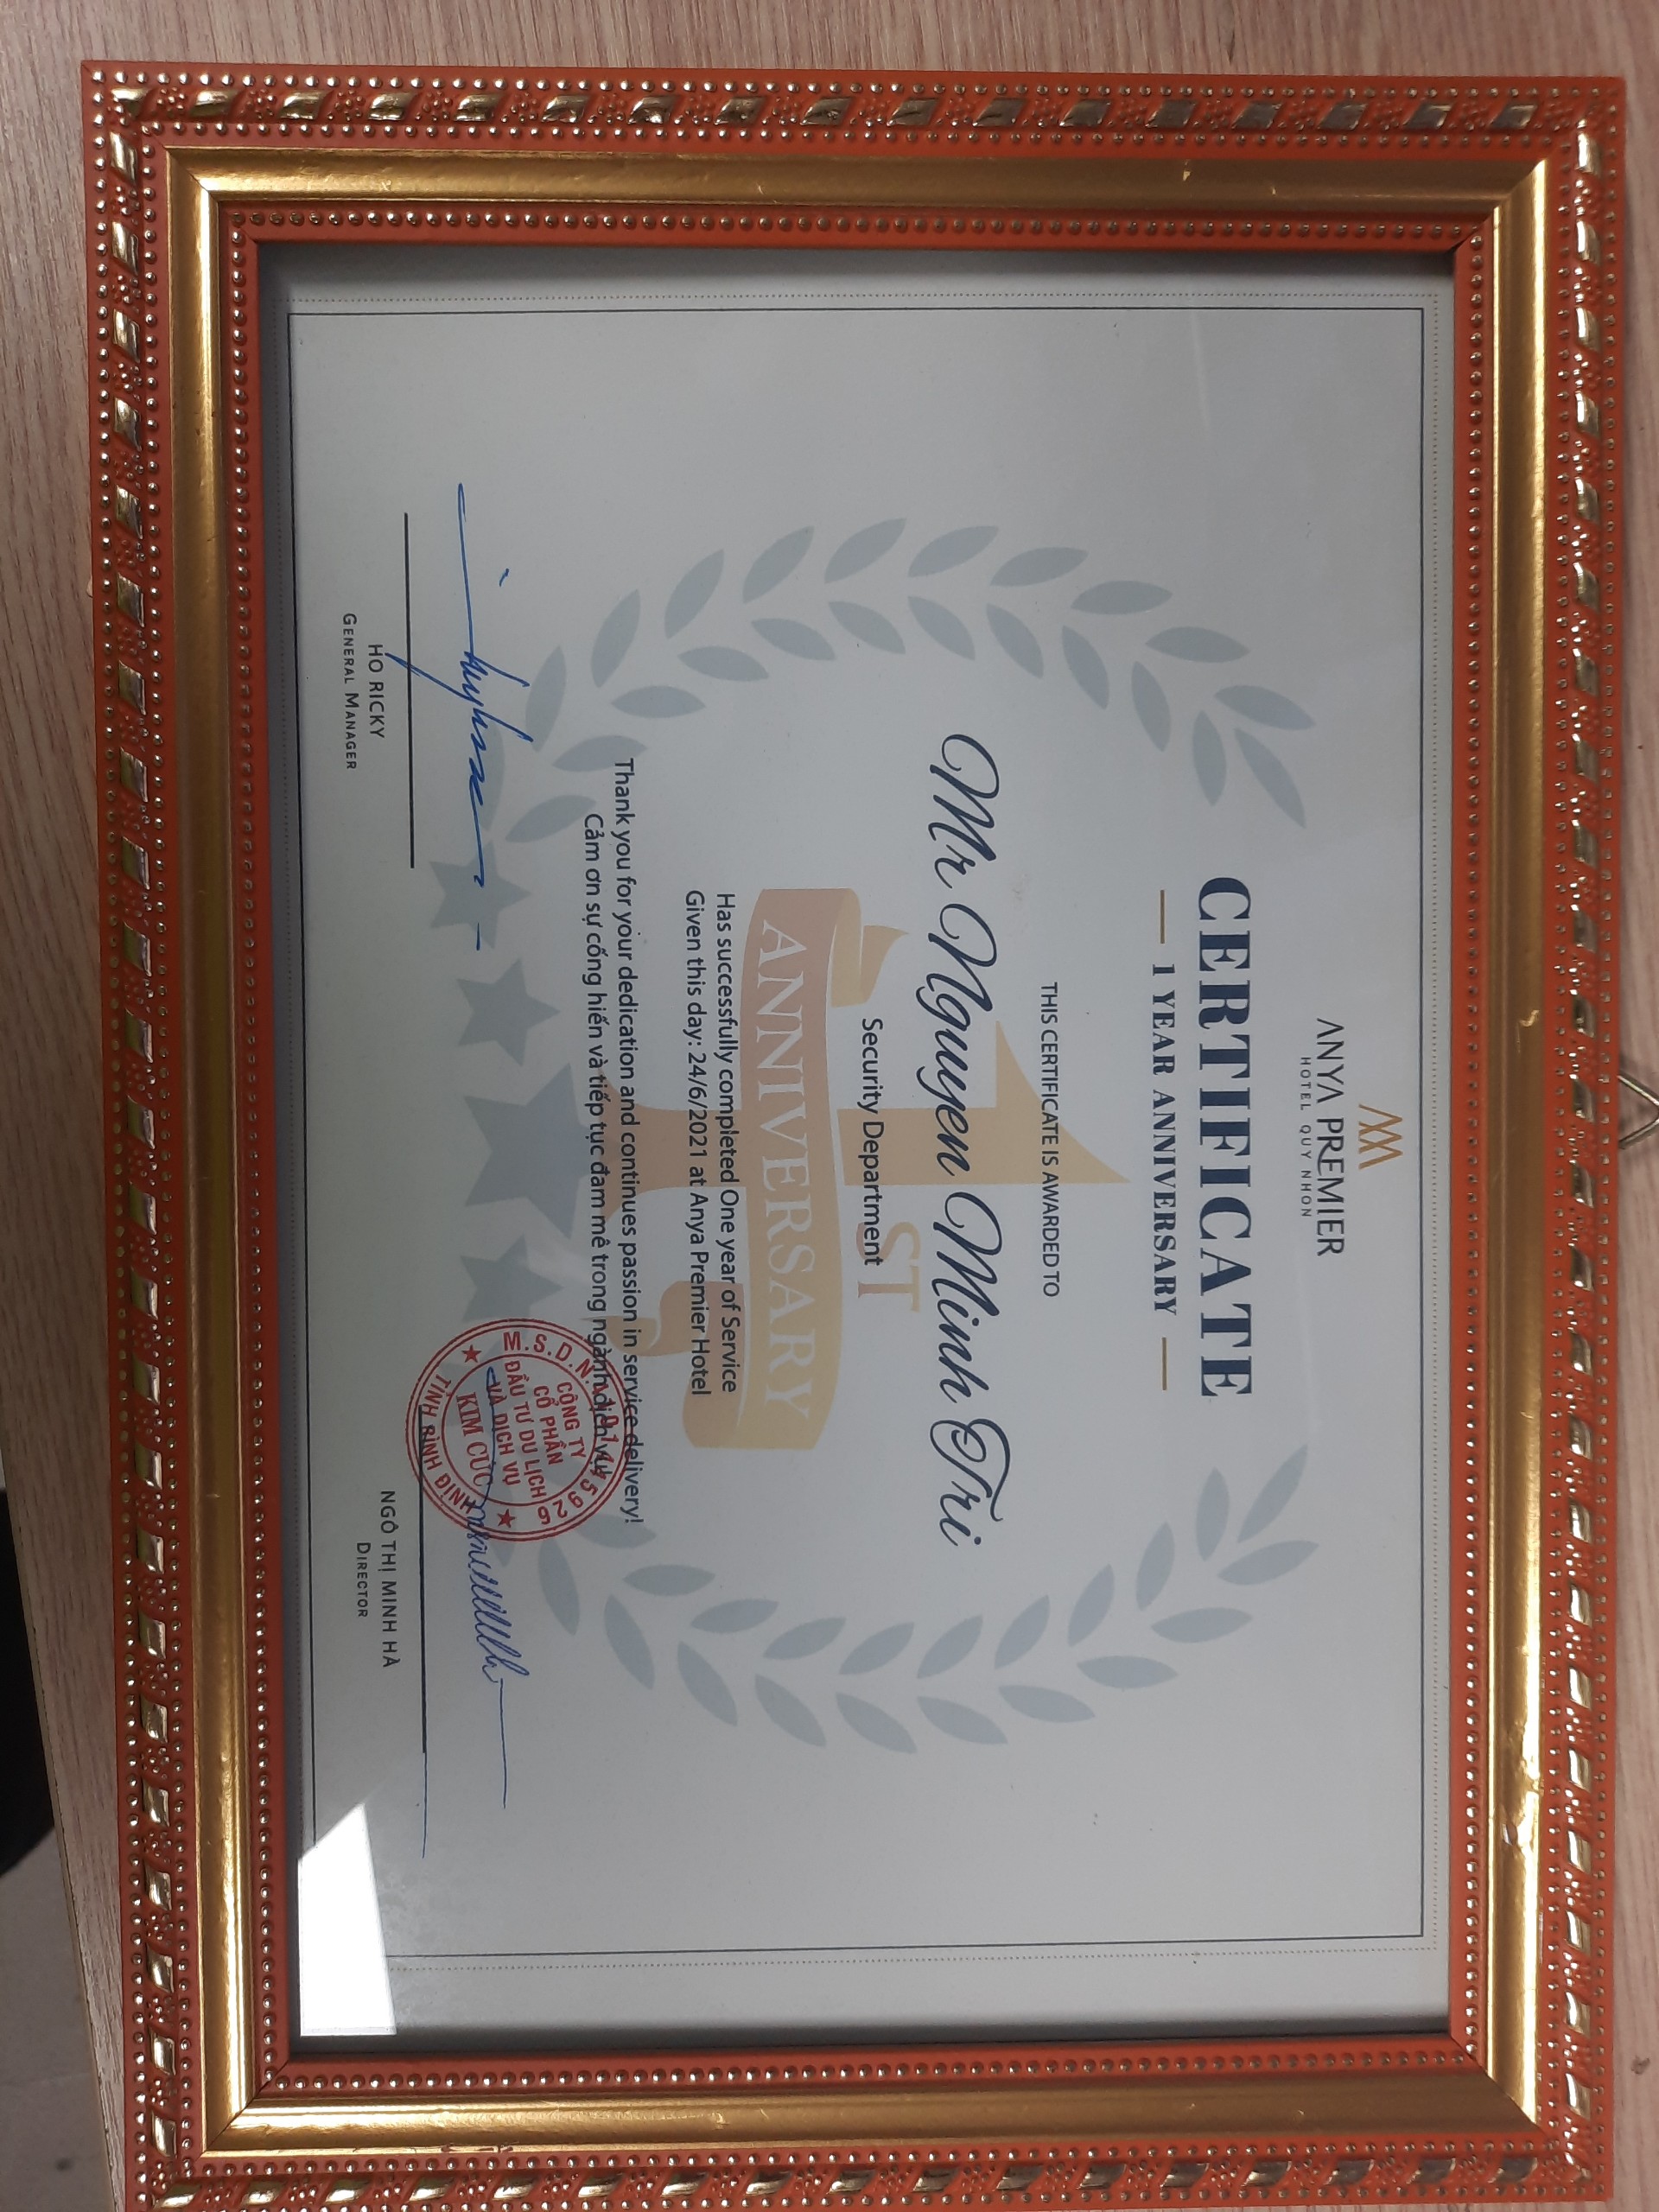 ANYA PREMIER
HOTEL QUY NHON
CERTIFICATE
1 YEAR ANNIVERSARY
THIS CERTIFICATE IS AWARDED TO
Mr Nguyen Minh Tri
1 ST
Security Department
ANNIVERSARY
Has successfully completed One year of Service
Given this day: 24/6/2021 at Anya Premier Hotel
Thank you for your dedication and continues passion in service delivery!
Cảm ơn sự cống hiến và tiếp tục đam mê trong ngành dịch vụ
HO RICKY
GENERAL MANAGER
M.S.D.N:
CÔNG TY
CỔ PHẦN
ĐẦU TƯ DU LỊCH
VÀ DỊCH VỤ
KIM CÚC
TỈNH BÌNH ĐỊNH
NGÔ THỊ MINH HÀ
DIRECTOR